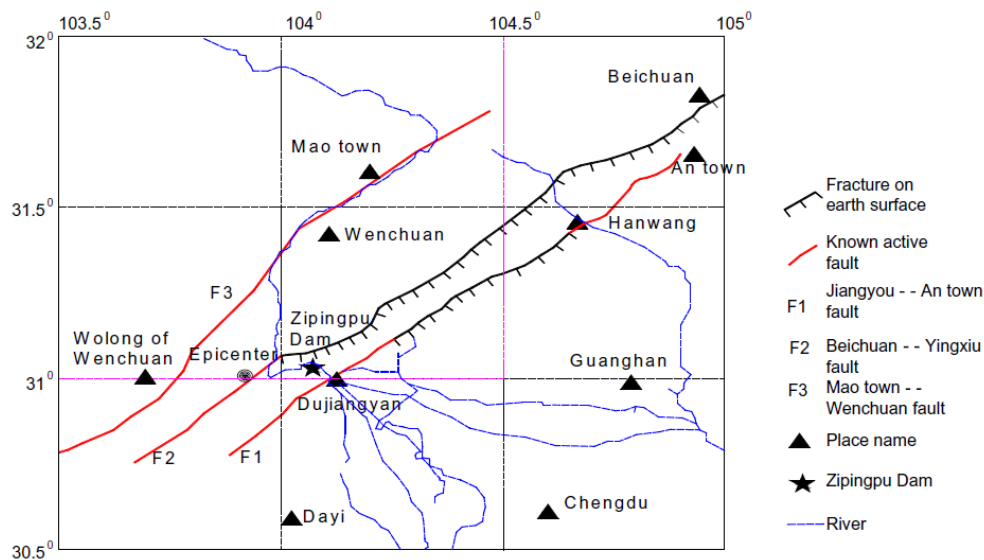 103.5⁰ 104⁰ 104.5⁰ 105⁰
32⁰
Beichuan
Mao town
An town
31.5⁰
Hanwang
Wenchuan
F3
Zipingpu
Dam
Wolong of
Wenchuan
Epicenter
Guanghan
31⁰
Dujiangyan
F2
F1
Chengdu
Dayi
30.5⁰
Fracture on
earth surface
Known active
fault
F1
Jiangyou - - An town
fault
F2
Beichuan - - Yingxiu
fault
F3
Mao town - -
Wenchuan fault
Place name
Zipingpu Dam
River